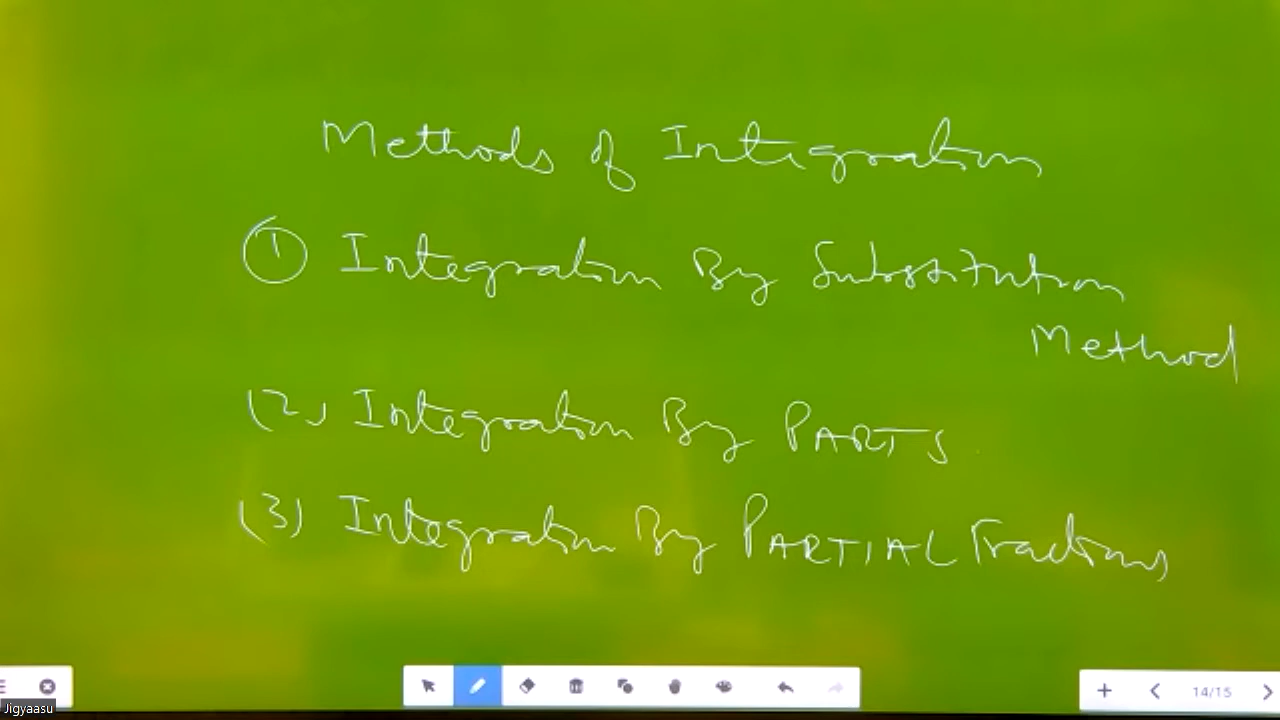 Methods of Integration
① Integration By Substitution
Method
(2) Integration By PARTS
(3) Integration By PARTIAL Fractions
14/15
Jigyaasu